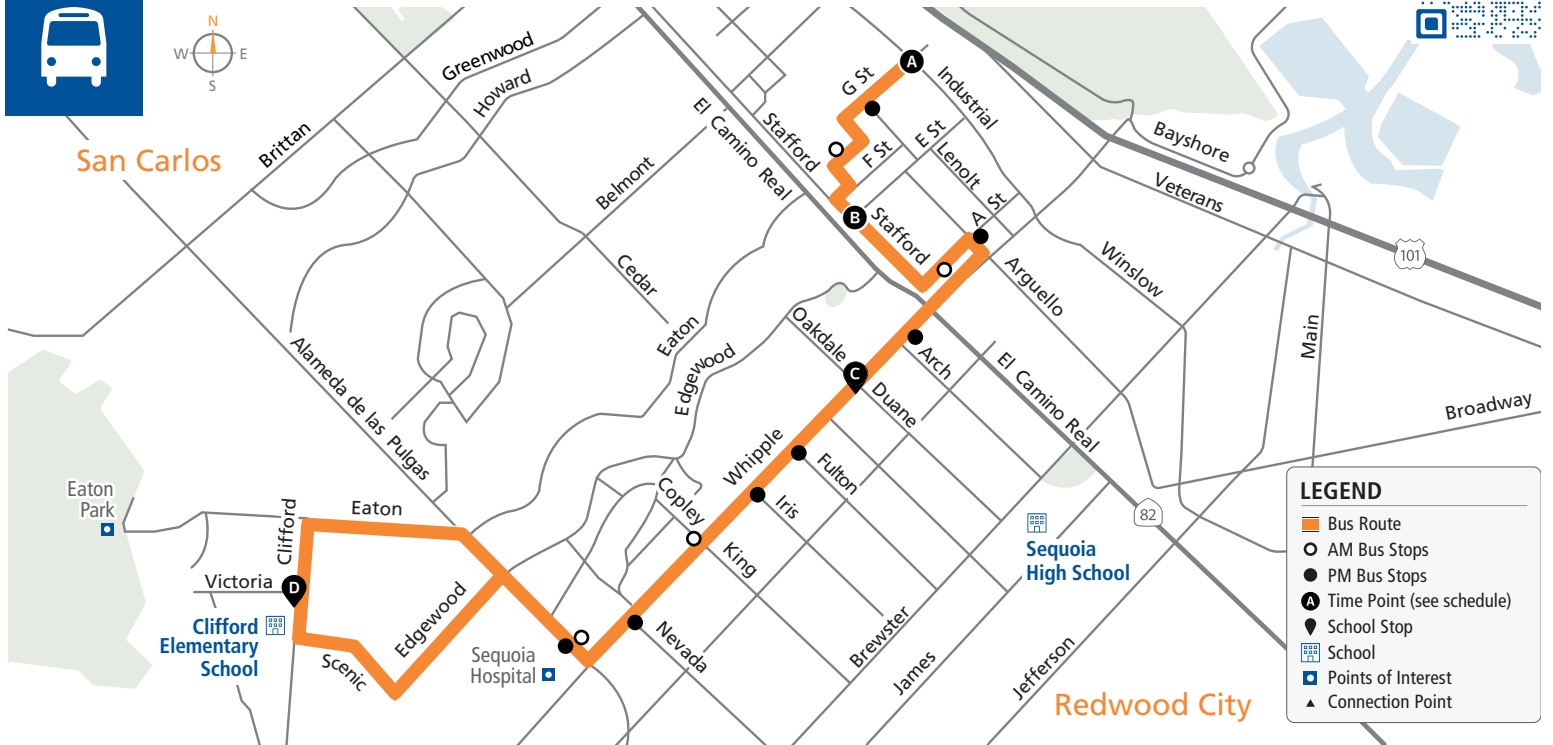 N
W
E
S
San Carlos
Redwood City
Greenwood
Howard
Brittan
Belmont
El Camino Real
Stafford
G St
A
Industrial
E St
F St
Lenolt
A St
B
Stafford
Bayshore
Veterans
101
Winslow
Arguello
Main
Broadway
Cedar
Eaton
Edgewood
Oakdale
C
Duane
Arch
El Camino Real
Alameda de las Pulgas
Whipple
Fulton
Iris
Copley
King
82
Eaton
Park
Eaton
Clifford
Victoria
D
Clifford
Elementary
School
Scenic
Edgewood
Sequoia
Hospital
Nevada
Sequoia
High School
Brewster
James
Jefferson
LEGEND
Bus Route
AM Bus Stops
PM Bus Stops
A Time Point (see schedule)
School Stop
School
Points of Interest
Connection Point